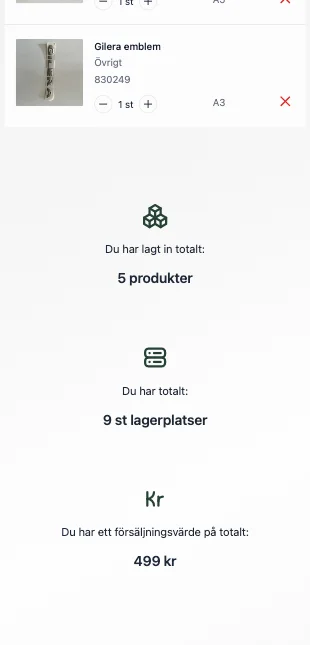 1 st
A3
Gilera emblem
Övrigt
830249
1 st
A3
Du har lagt in totalt:
5 produkter
Du har totalt:
9 st lagerplatser
Kr
Du har ett försäljningsvärde på totalt:
499 kr